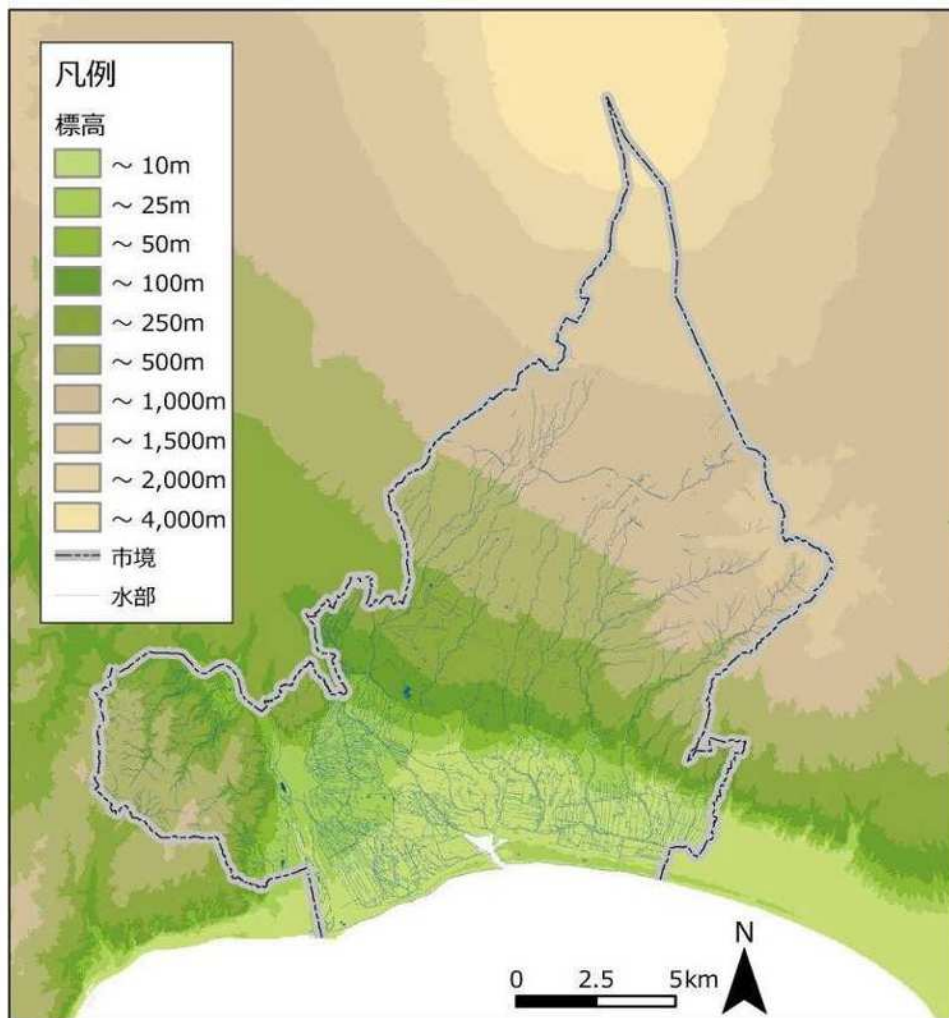 凡例
標高
～ 10m
～ 25m
～ 50m
～ 100m
～ 250m
～ 500m
～ 1,000m
～ 1,500m
～ 2,000m
～ 4,000m
市境
水部
N
0 2.5 5km